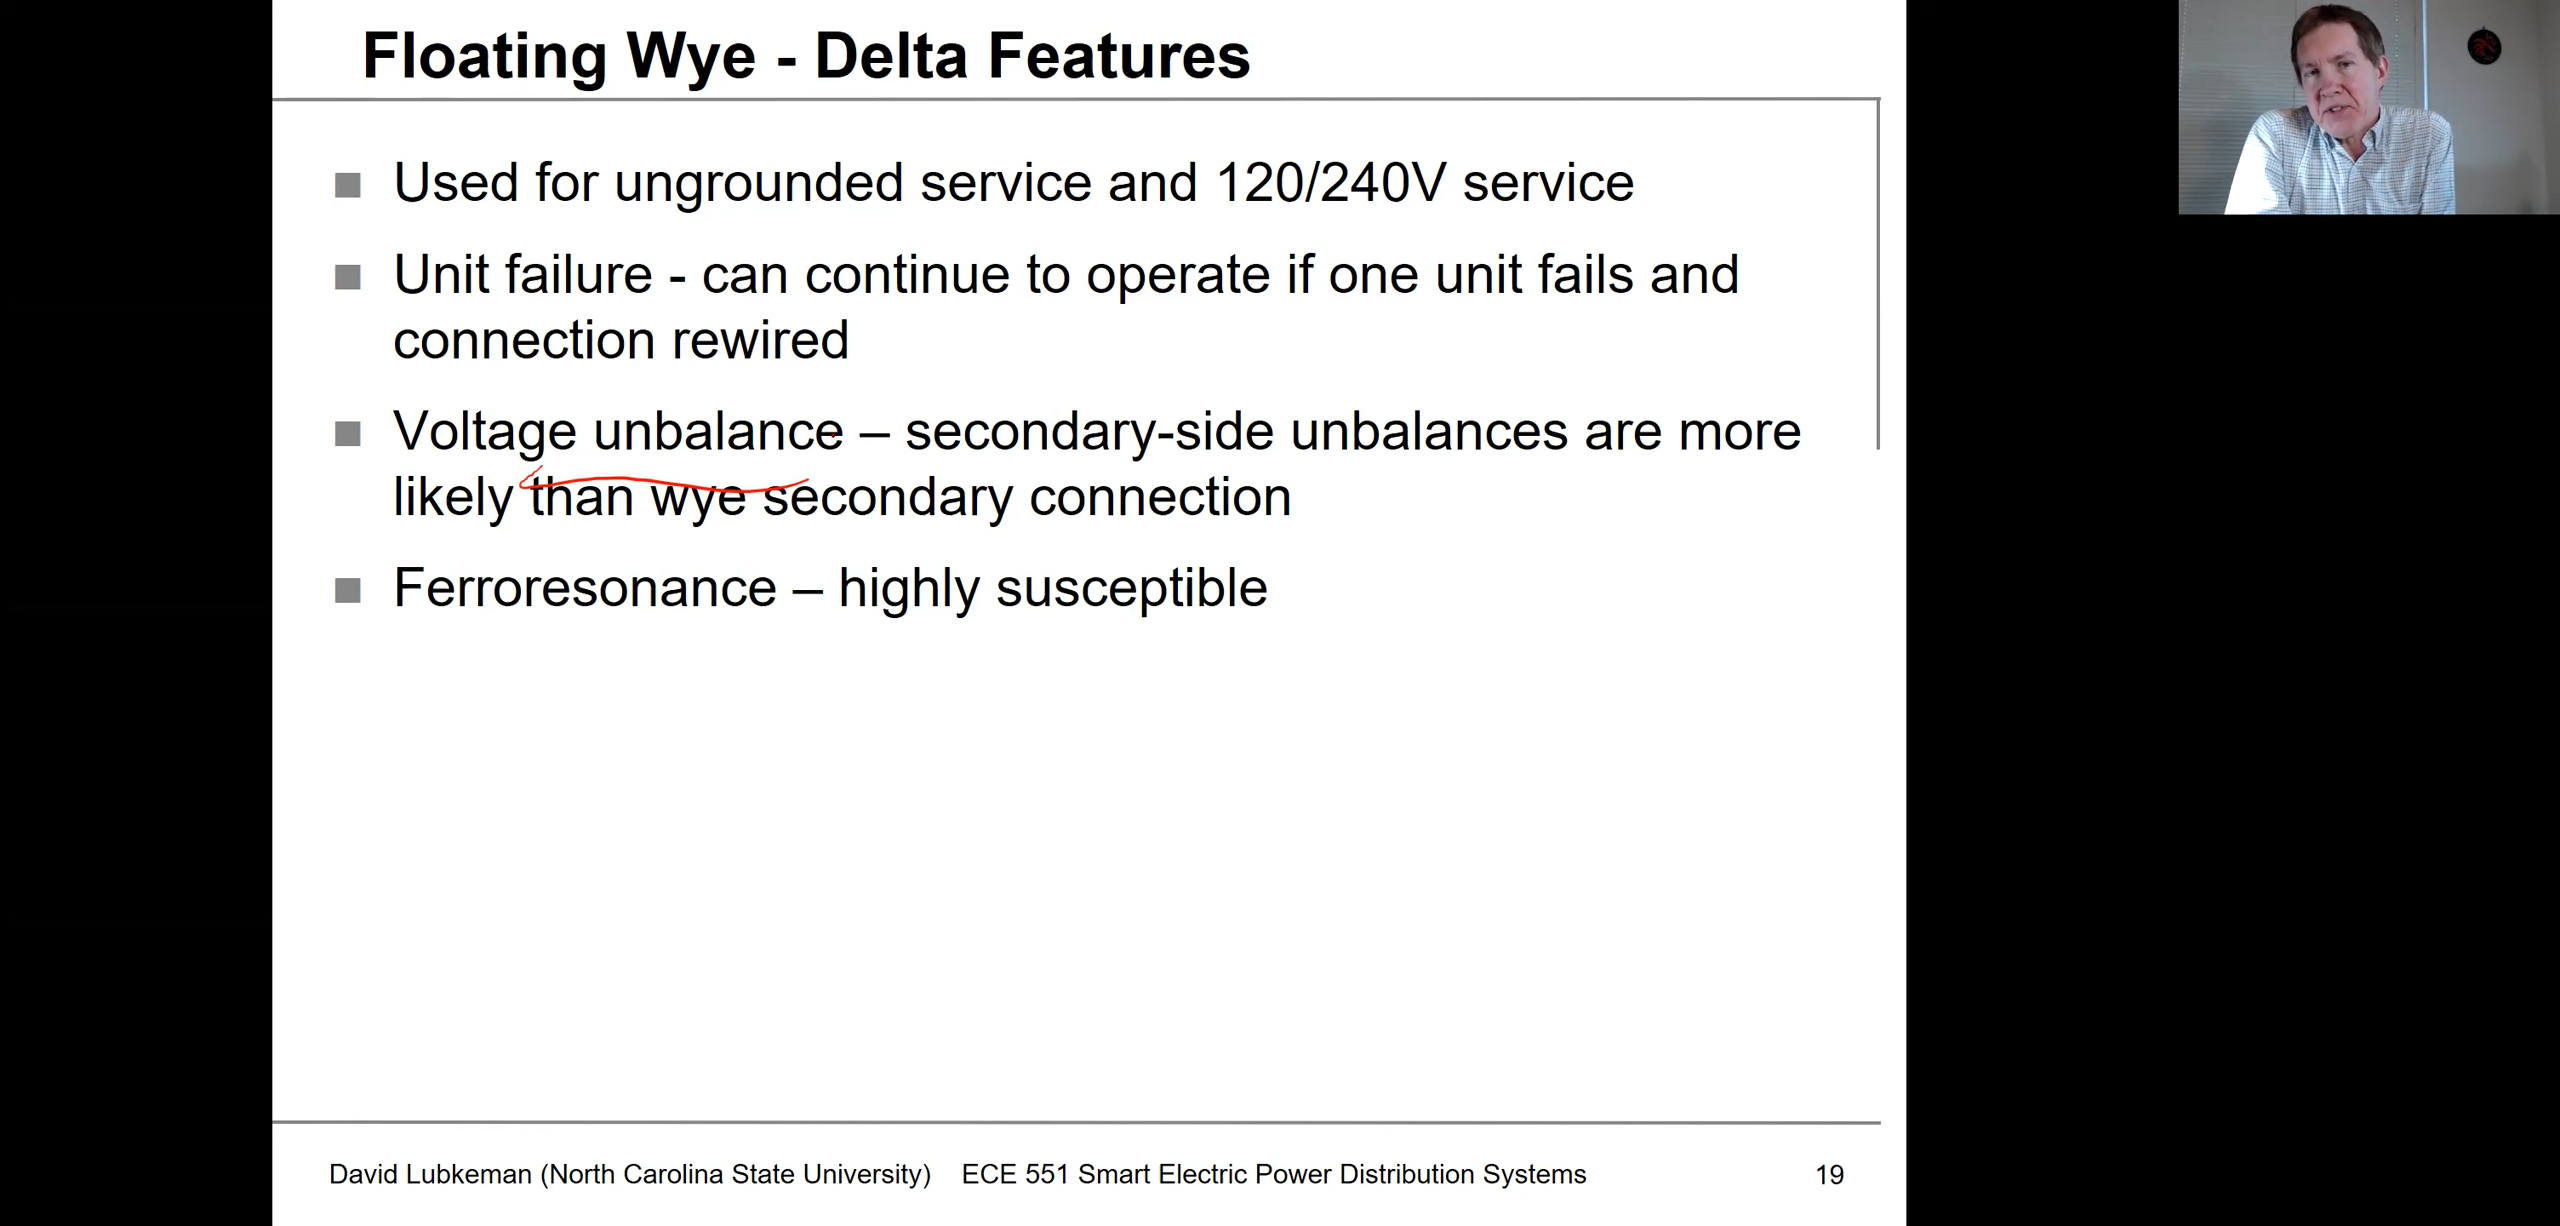 Floating Wye - Delta Features
Used for ungrounded service and 120/240V service
Unit failure - can continue to operate if one unit fails and
connection rewired
Voltage unbalance – secondary-side unbalances are more
likely than wye secondary connection
Ferroresonance – highly susceptible
David Lubkeman (North Carolina State University) ECE 551 Smart Electric Power Distribution Systems 19